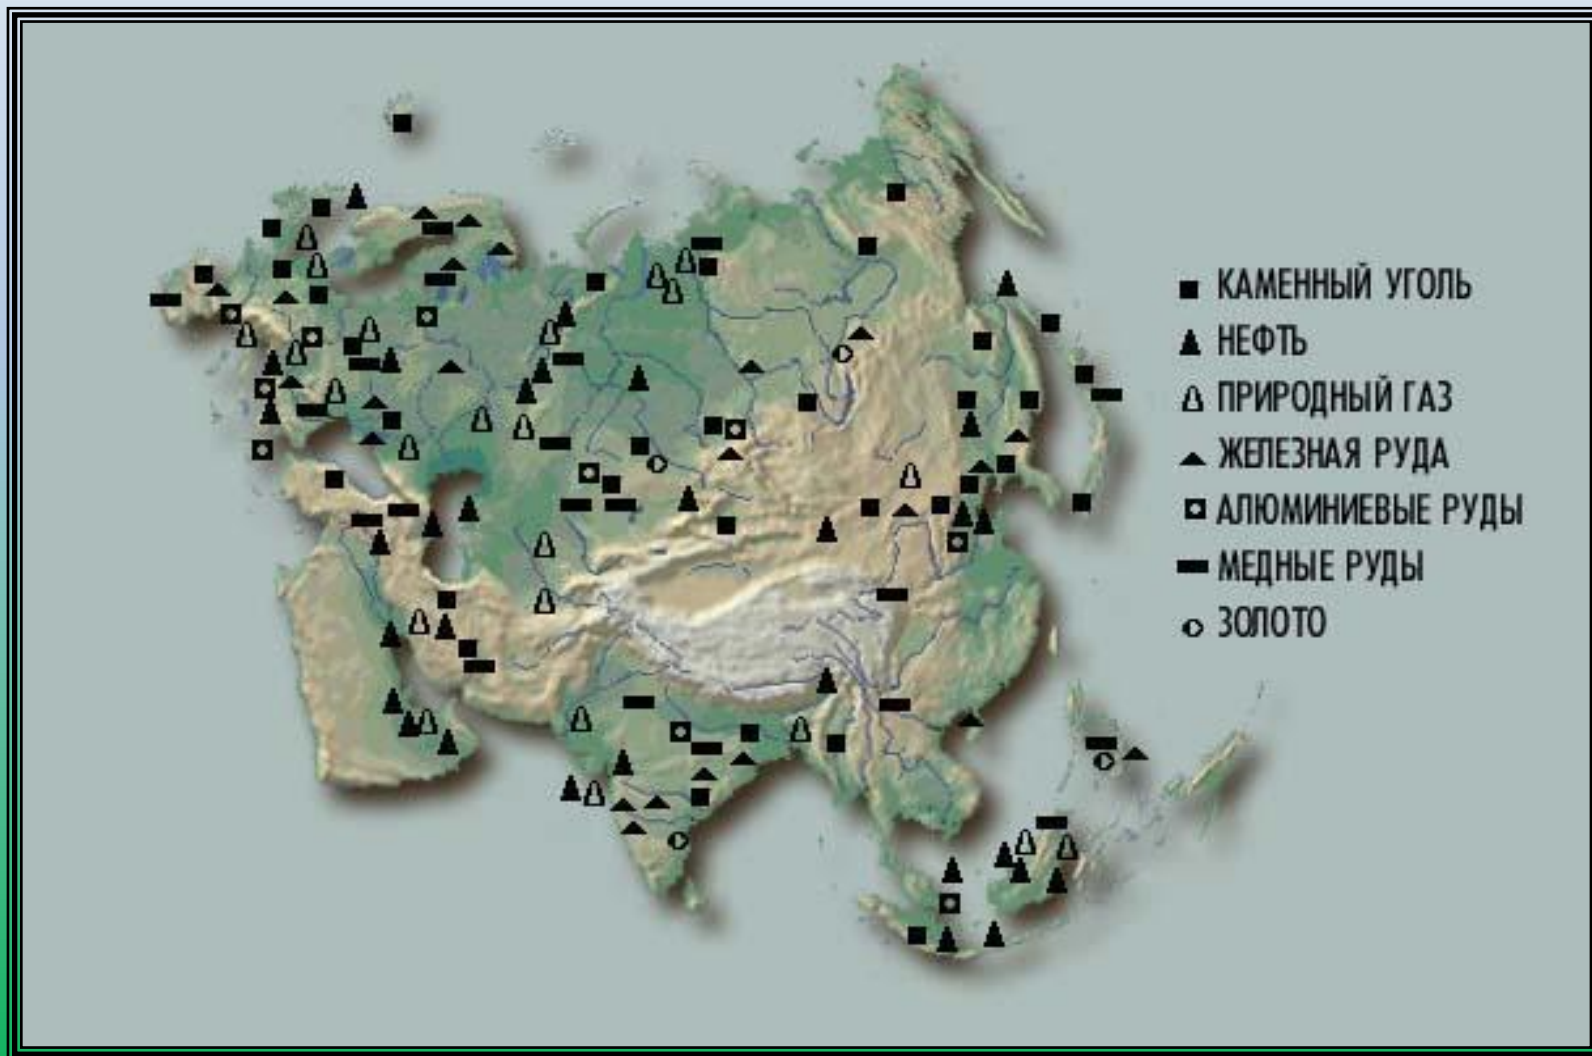 КАМЕННЫЙ УГОЛЬ
НЕФТЬ
ПРИРОДНЫЙ ГАЗ
ЖЕЛЕЗНАЯ РУДА
АЛЮМИНИЕВЫЕ РУДЫ
МЕДНЫЕ РУДЫ
ЗОЛОТО